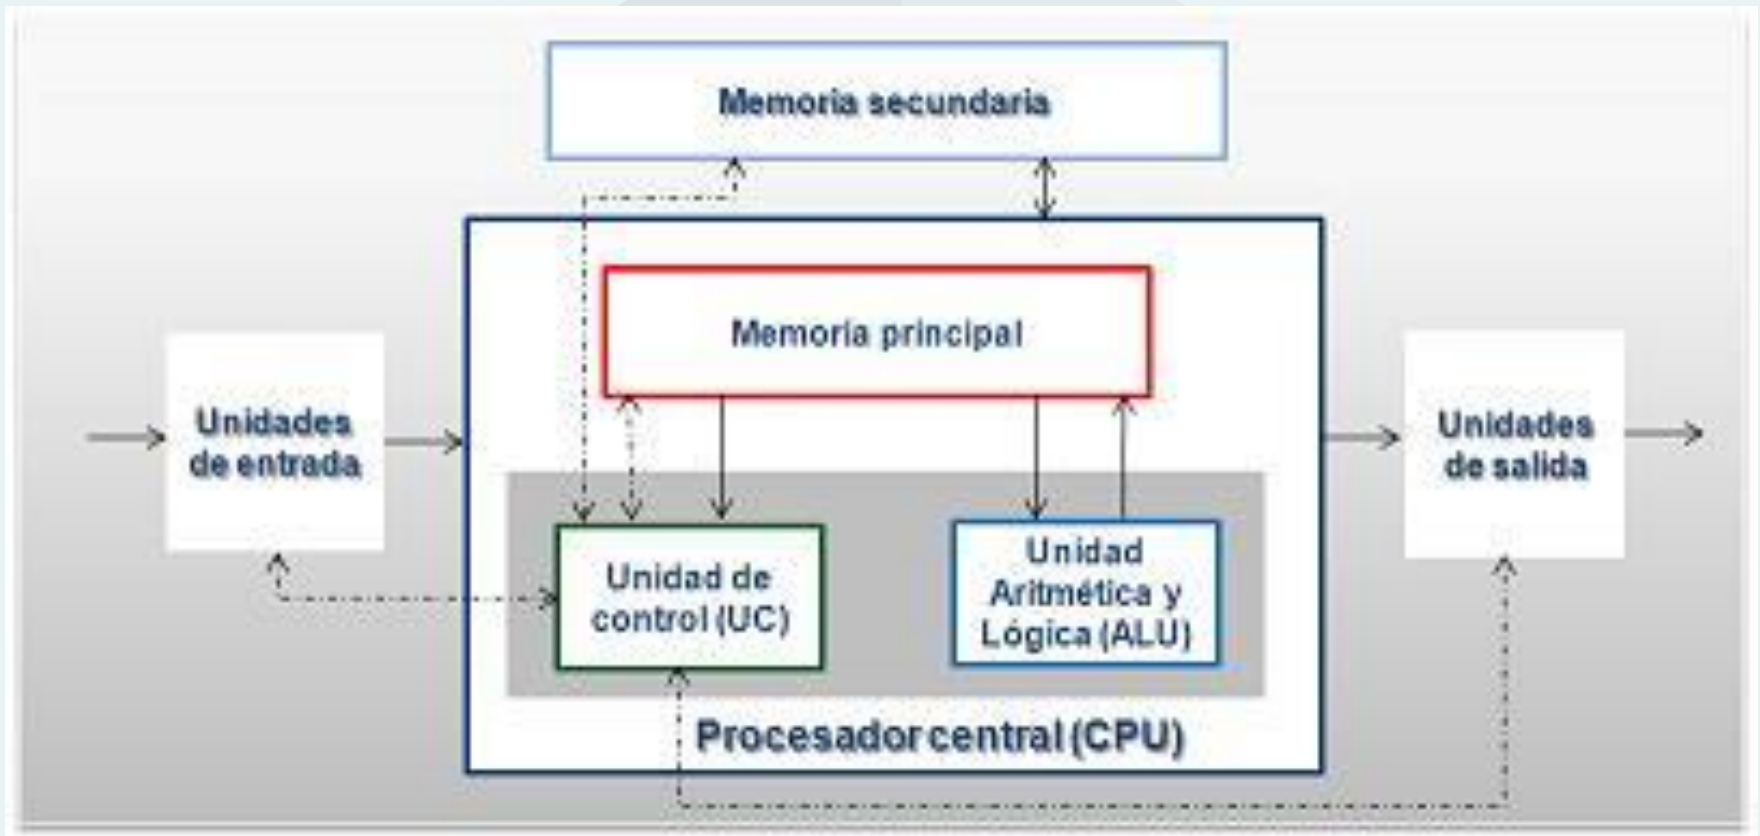 Memoria secundaria
Memoria principal
Unidades
de entrada
Unidades
de salida
Unidad de
control (UC)
Unidad
Aritmética y
Lógica (ALU)
Procesador central (CPU)